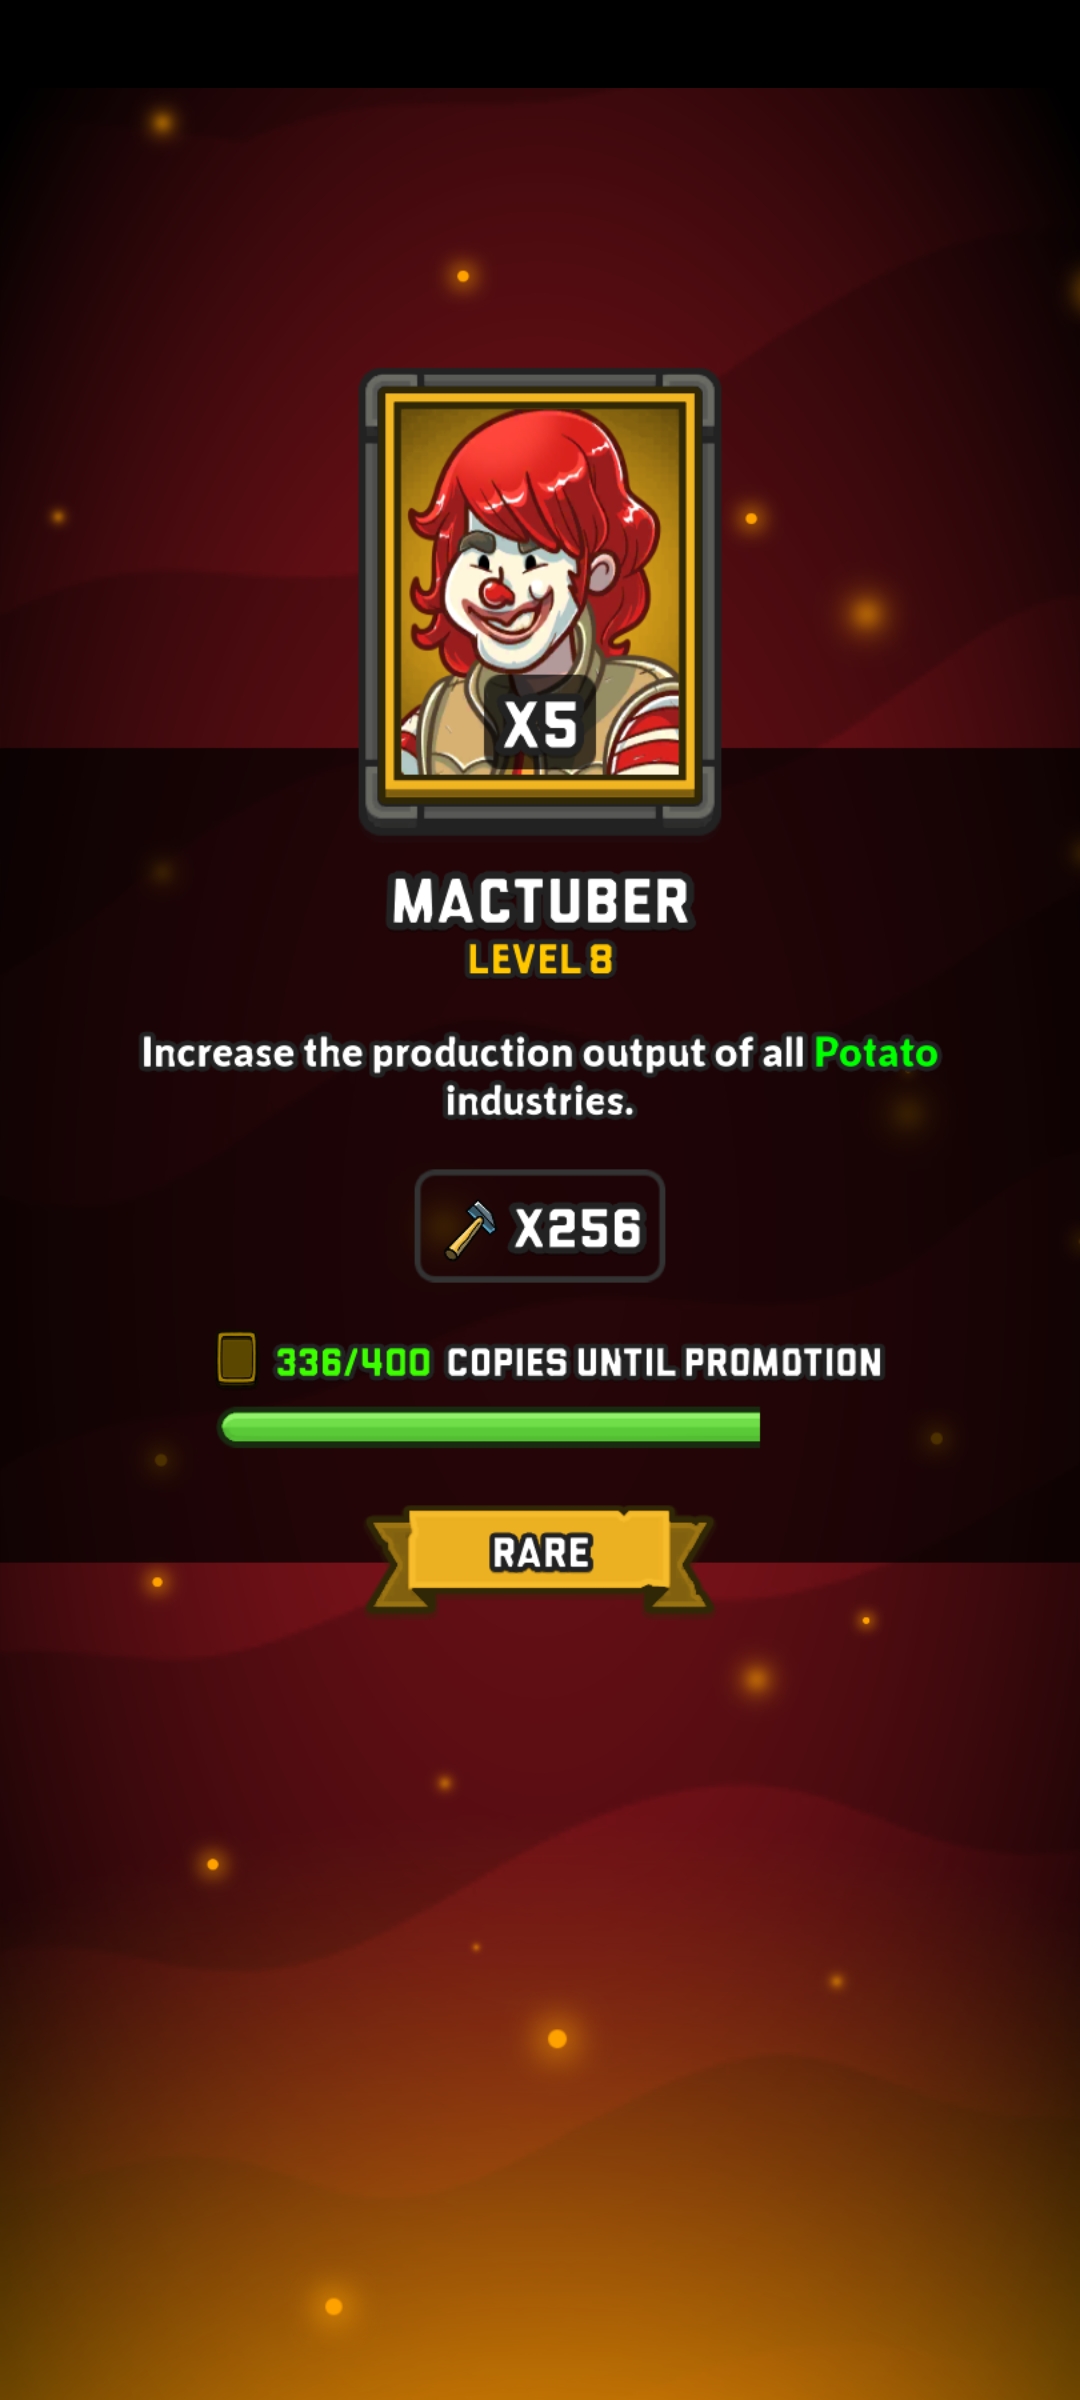 X5
MACTUBER
LEVEL 8
Increase the production output of all Potato
industries.
X256
336/400 COPIES UNTIL PROMOTION
RARE